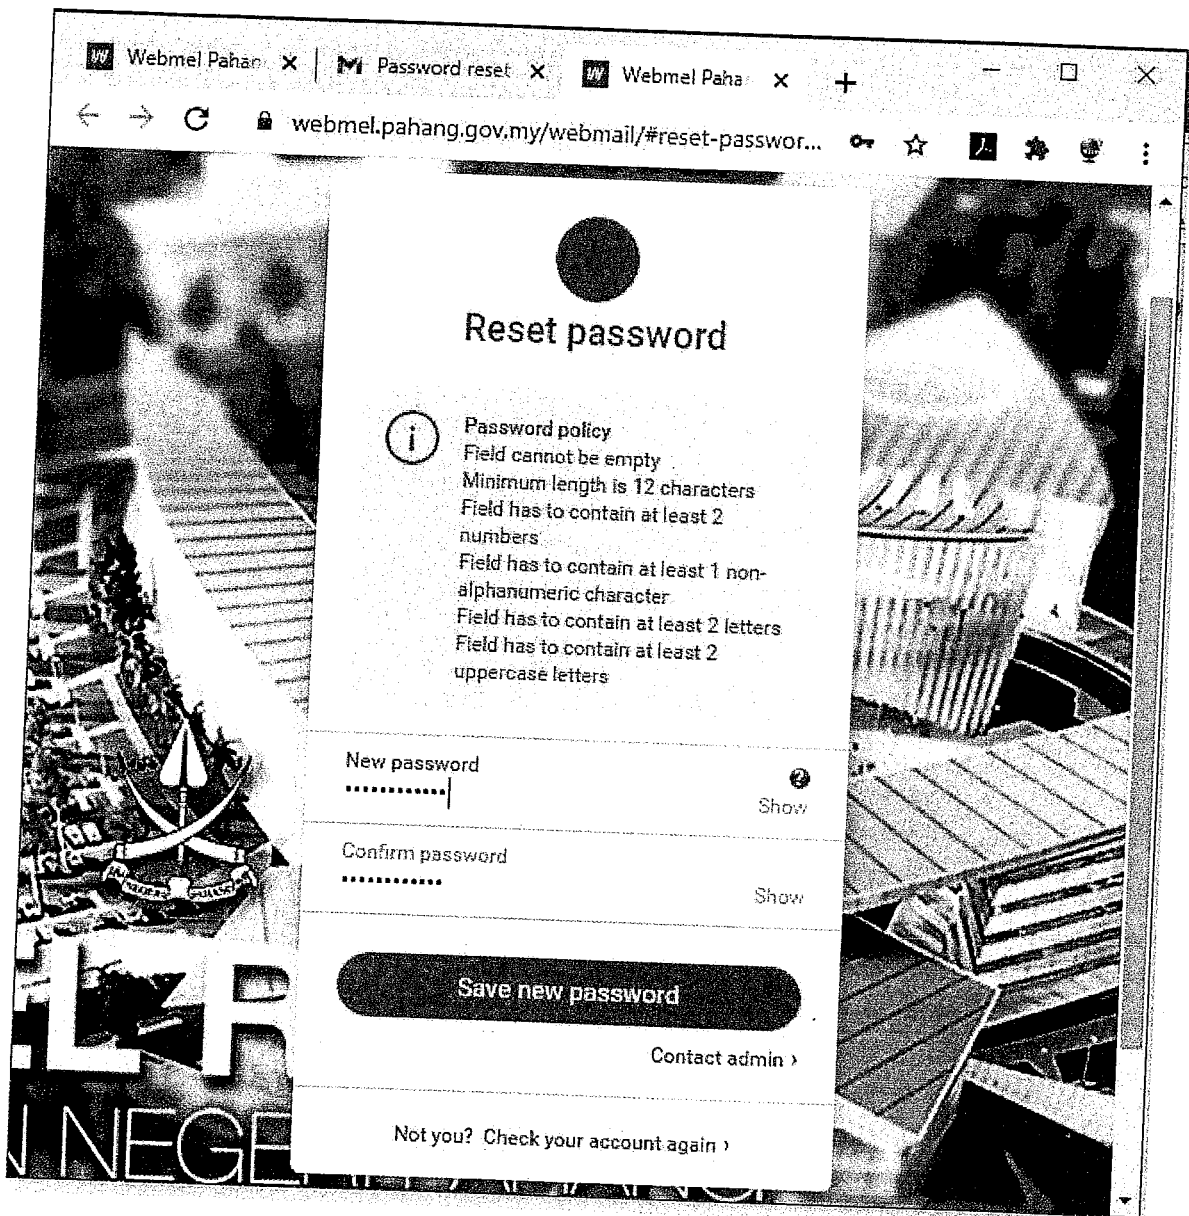 Webmel Pahan
Password reset
Webmel Paha
webmel.pahang.gov.my/webmail/#reset-passwor...
Reset password
Password policy
Field cannot be empty
Minimum length is 12 characters
Field has to contain at least 2
numbers
Field has to contain at least 1 non-
alphanumeric character
Field has to contain at least 2 letters
Field has to contain at least 2
uppercase letters
New password
Show
Confirm password
Show
Save new password
Contact admin ›
Not you? Check your account again ›
L R
N NEGE